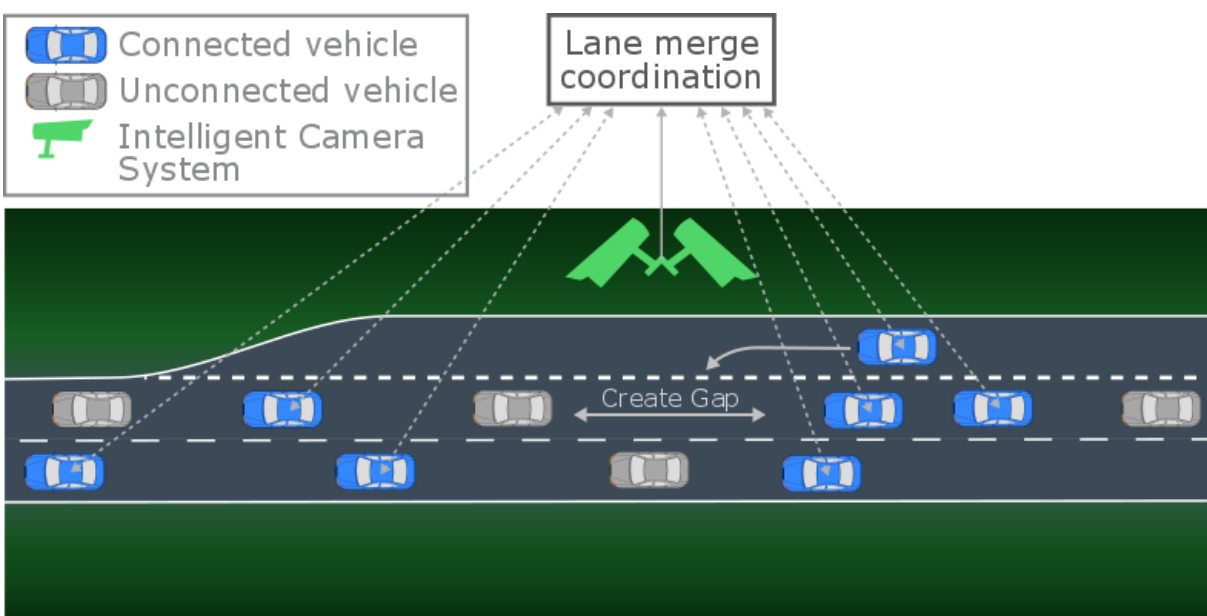 Connected vehicle
Unconnected vehicle
Intelligent Camera
System
Lane merge
coordination
Create Gap